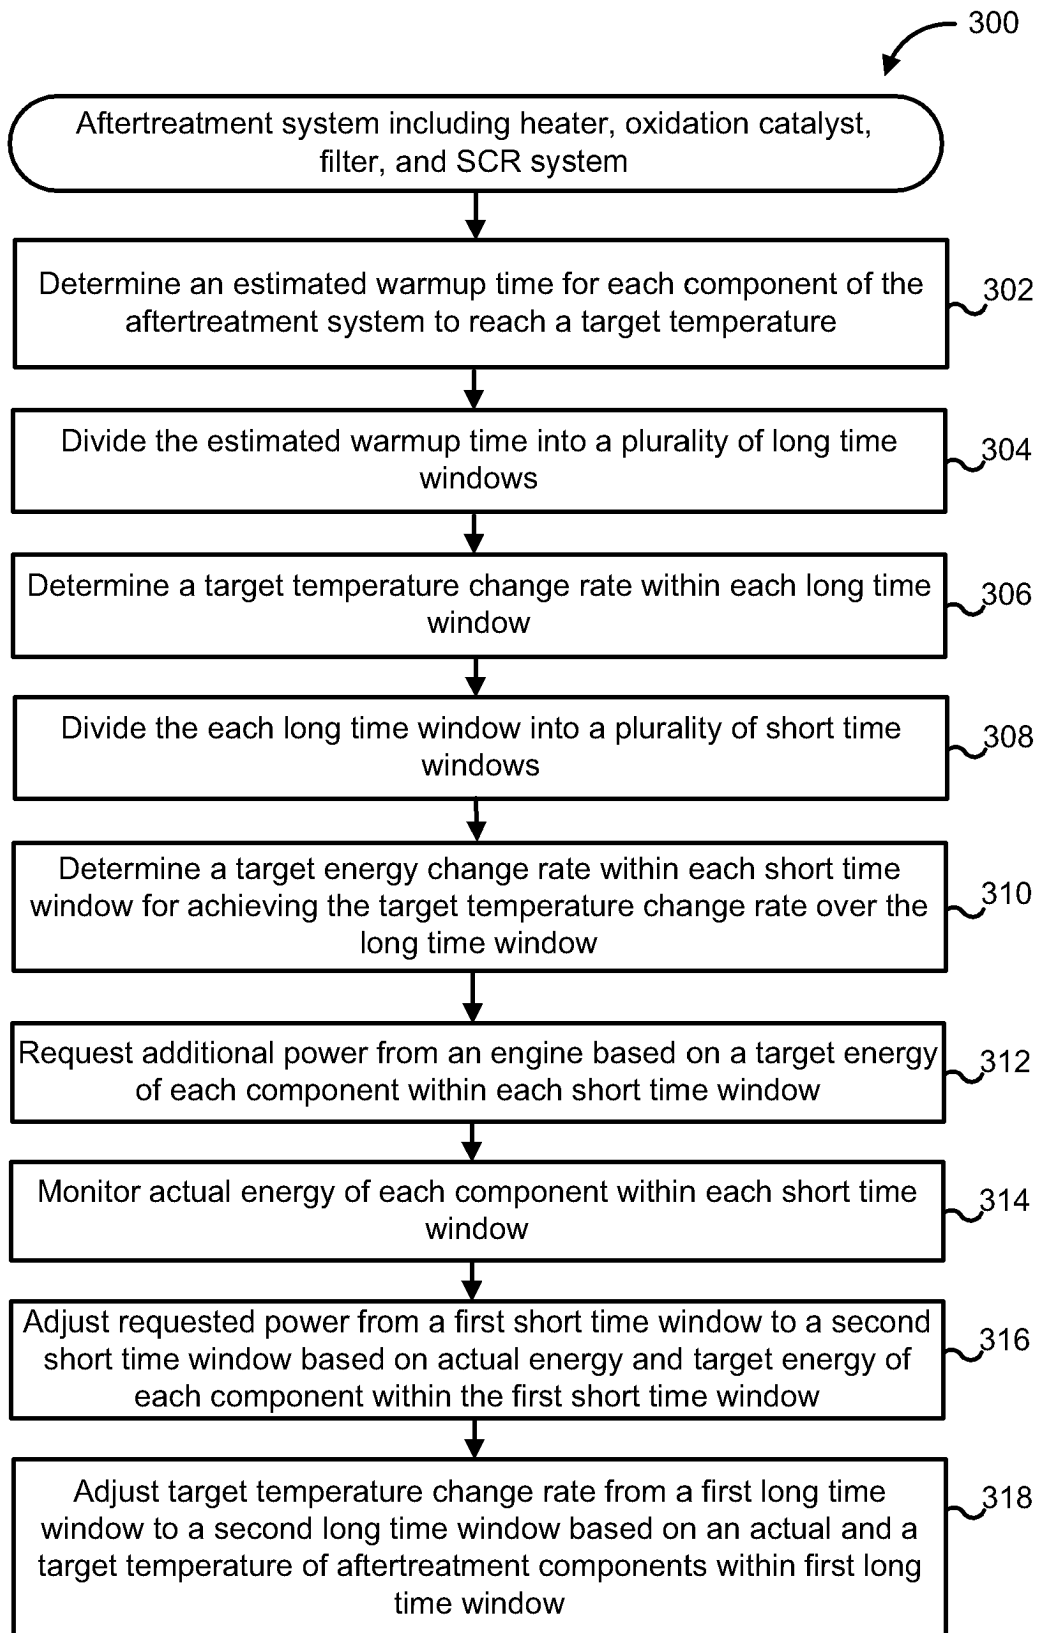 300
Aftertreatment system including heater, oxidation catalyst,
filter, and SCR system
Determine an estimated warmup time for each component of the
aftertreatment system to reach a target temperature
302
Divide the estimated warmup time into a plurality of long time
windows
304
Determine a target temperature change rate within each long time
window
306
Divide the each long time window into a plurality of short time
windows
308
Determine a target energy change rate within each short time
window for achieving the target temperature change rate over the
long time window
310
Request additional power from an engine based on a target energy
of each component within each short time window
312
Monitor actual energy of each component within each short time
window
314
Adjust requested power from a first short time window to a second
short time window based on actual energy and target energy of
each component within the first short time window
316
Adjust target temperature change rate from a first long time
window to a second long time window based on an actual and a
target temperature of aftertreatment components within first long
time window
318